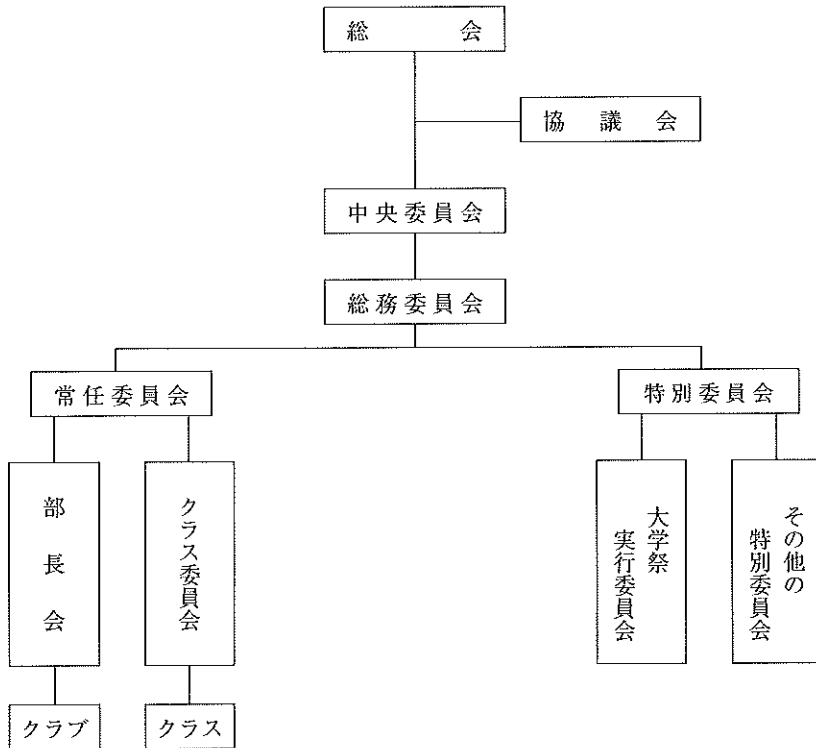 総会
協議会
中央委員会
総務委員会
常任委員会
特別委員会
部長会
クラス委員会
大学祭
実行委員会
その他の
特別委員会
クラブ
クラス